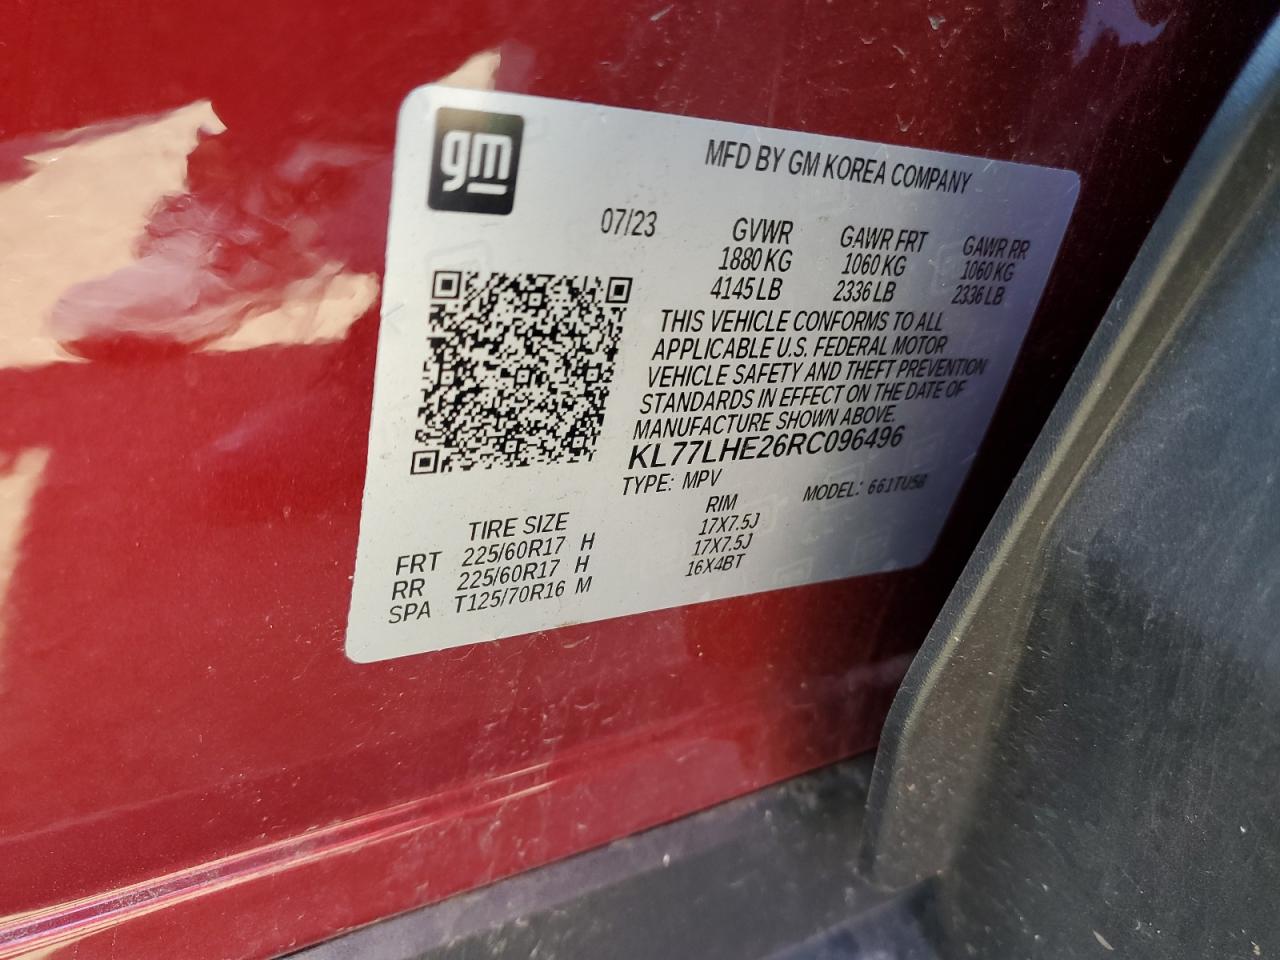 gm
MFD BY GM KOREA COMPANY
07/23 GVWR GAWR FRT GAWR RR
1880 KG 1060 KG 1060 KG
4145 LB 2336 LB 2336 LB
THIS VEHICLE CONFORMS TO ALL
APPLICABLE U.S. FEDERAL MOTOR
VEHICLE SAFETY AND THEFT PREVENTION
STANDARDS IN EFFECT ON THE DATE OF
MANUFACTURE SHOWN ABOVE.
KL77LHE26RC096496
TYPE: MPV MODEL: 661TU58
TIRE SIZE RIM
FRT 225/60R17 H 17X7.5J
RR 225/60R17 H 17X7.5J
SPA T125/70R16 M 16X4BT